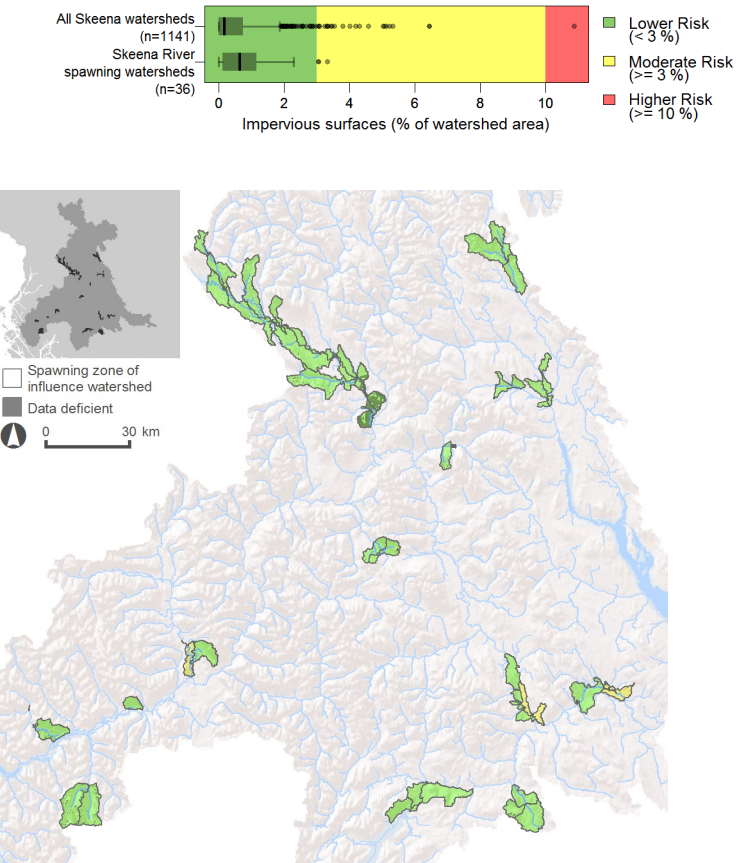 All Skeena watersheds
(n=1141)
Skeena River
spawning watersheds
(n=36)
0 2 4 6 8 10
Impervious surfaces (% of watershed area)
Lower Risk
(< 3 %)
Moderate Risk
(>= 3 %)
Higher Risk
(>= 10 %)
Spawning zone of
influence watershed
Data deficient
0 30 km